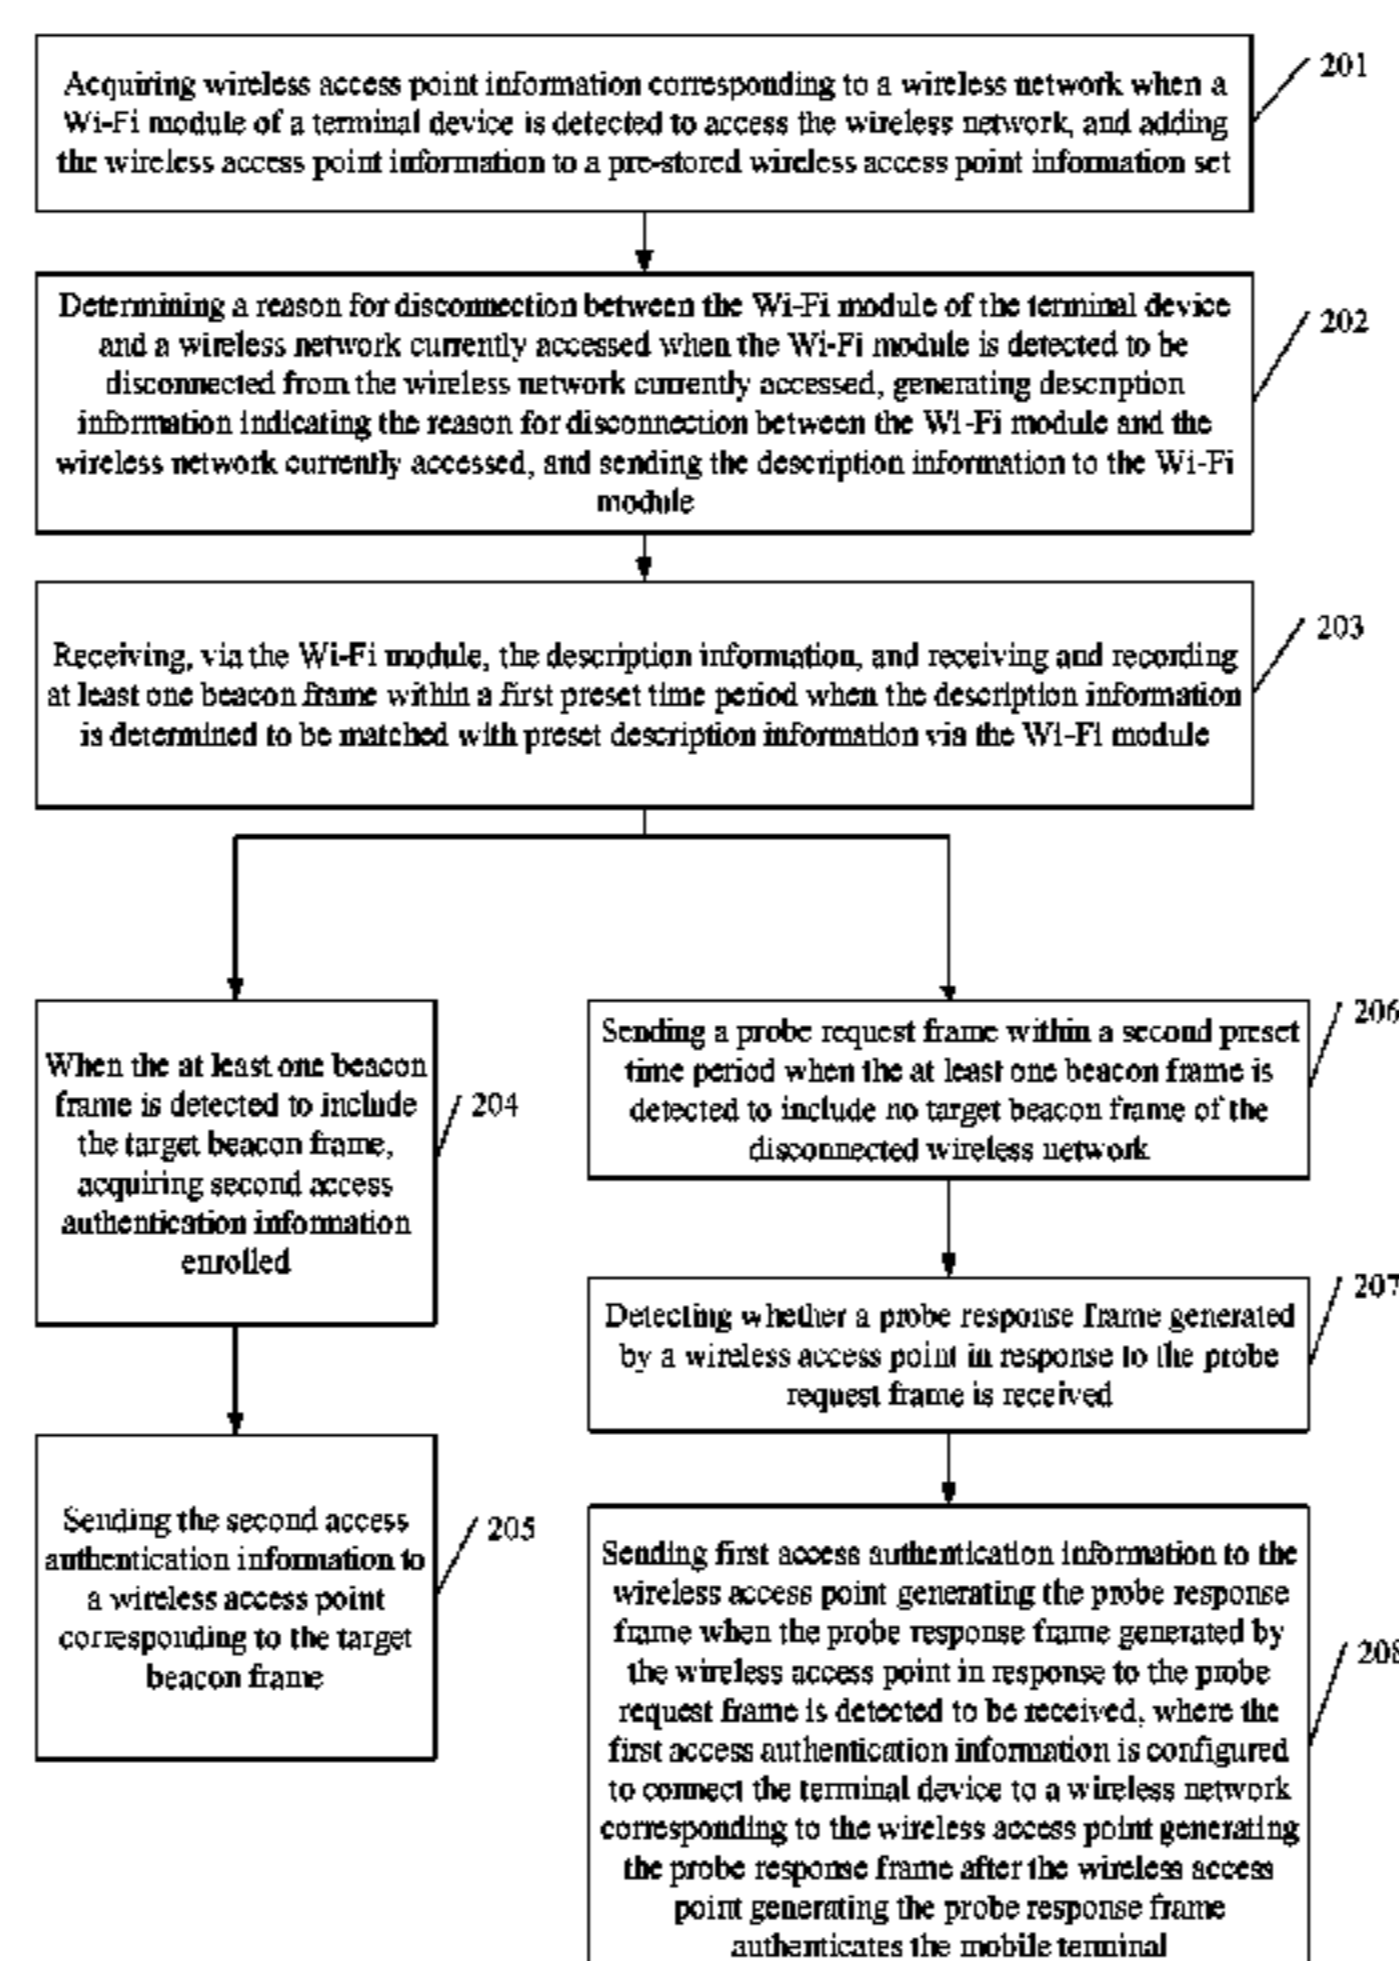 Acquiring wireless access point information corresponding to a wireless network when a
Wi-Fi module of a terminal device is detected to access the wireless network, and adding
the wireless access point information to a pre-stored wireless access point information set
201
Determining a reason for disconnection between the Wi-Fi module of the terminal device
and a wireless network currently accessed when the Wi-Fi module is detected to be
disconnected from the wireless network currently accessed, generating description
information indicating the reason for disconnection between the Wi-Fi module and the
wireless network currently accessed, and sending the description information to the Wi-Fi
module
202
Receiving, via the Wi-Fi module, the description information, and receiving and recording
at least one beacon frame within a first preset time period when the description information
is determined to be matched with preset description information via the Wi-Fi module
203
When the at least one beacon
frame is detected to include
the target beacon frame,
acquiring second access
authentication information
enrolled
204
Sending the second access
authentication information to
a wireless access point
corresponding to the target
beacon frame
205
Sending a probe request frame within a second preset
time period when the at least one beacon frame is
detected to include no target beacon frame of the
disconnected wireless network
206
Detecting whether a probe response frame generated
by a wireless access point in response to the probe
request frame is received
207
Sending first access authentication information to the
wireless access point generating the probe response
frame when the probe response frame generated by
the wireless access point in response to the probe
request frame is detected to be received, where the
first access authentication information is configured
to connect the terminal device to a wireless network
corresponding to the wireless access point generating
the probe response frame after the wireless access
point generating the probe response frame
authenticates the mobile terminal
208